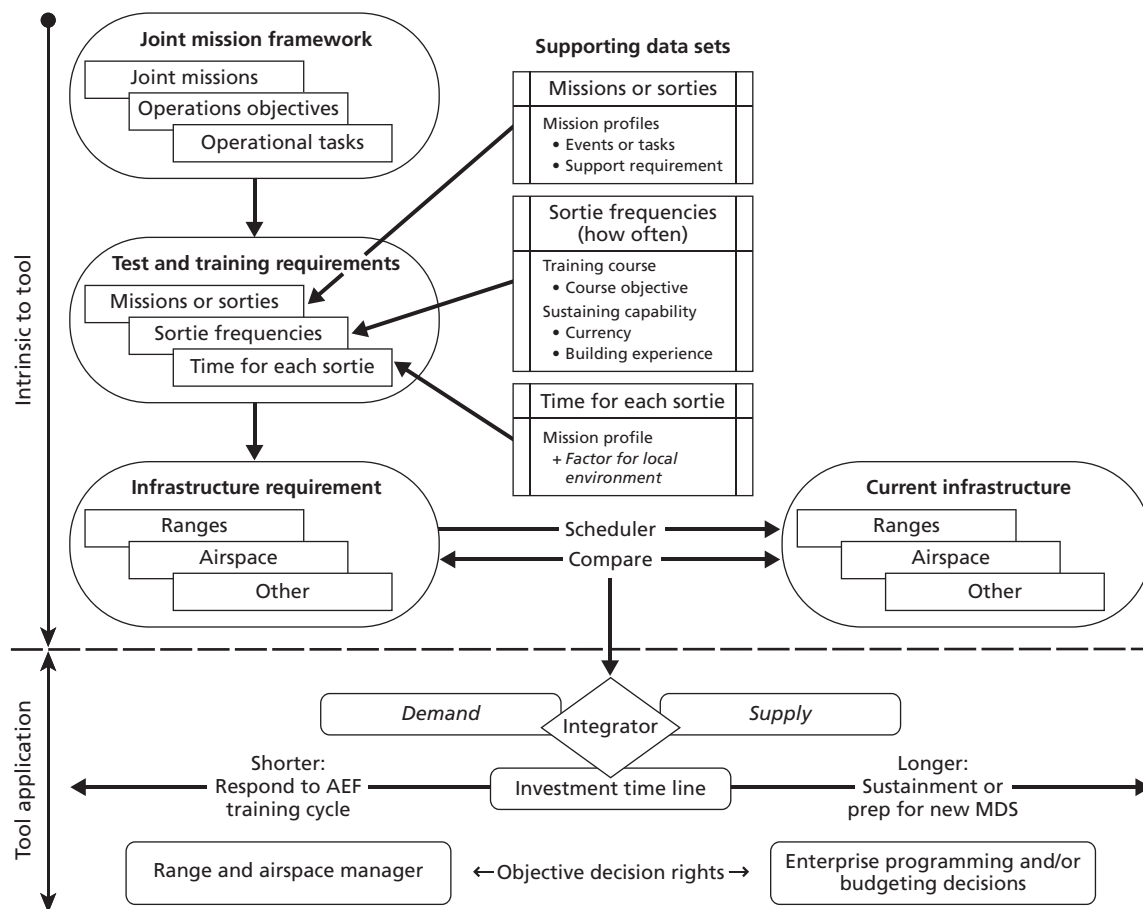 Intrinsic to tool
Joint mission framework
Joint missions
Operations objectives
Operational tasks
Supporting data sets
Missions or sorties
Mission profiles
• Events or tasks
• Support requirement
Sortie frequencies
(how often)
Training course
• Course objective
Sustaining capability
• Currency
• Building experience
Time for each sortie
Mission profile
+ Factor for local
environment
Test and training requirements
Missions or sorties
Sortie frequencies
Time for each sortie
Infrastructure requirement
Ranges
Airspace
Other
Scheduler
Compare
Current infrastructure
Ranges
Airspace
Other
Tool application
Demand
Integrator
Supply
Shorter:
Respond to AEF
training cycle
Investment time line
Longer:
Sustainment or
prep for new MDS
Range and airspace manager
←Objective decision rights→
Enterprise programming and/or
budgeting decisions